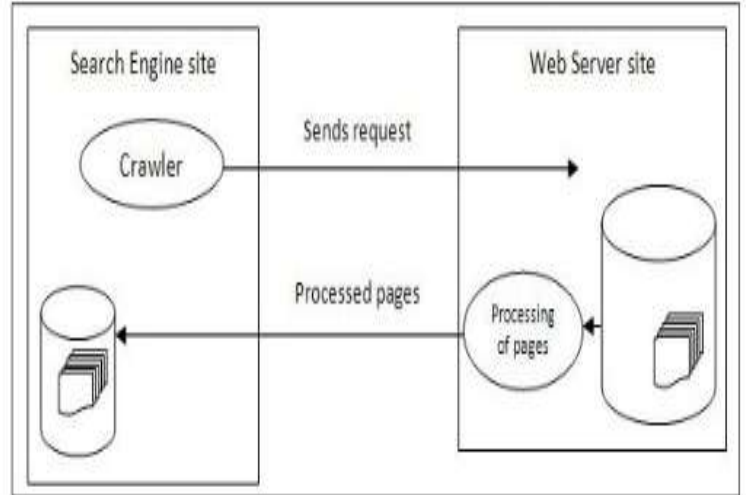 Search Engine site
Web Server site
Sends request
Crawler
Processed pages
Processing
of pages